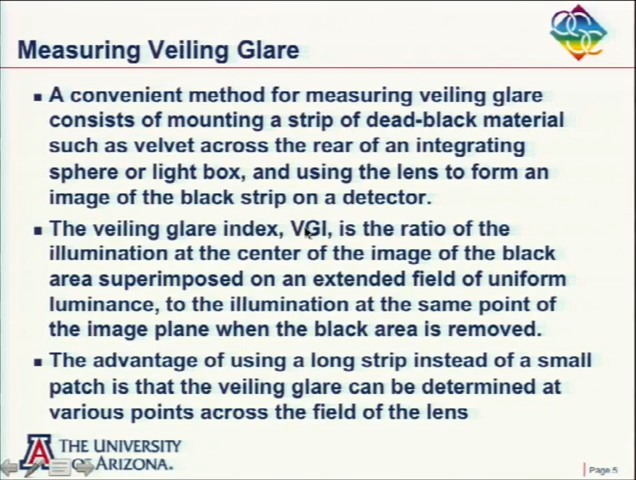 Measuring Veiling Glare
A convenient method for measuring veiling glare
consists of mounting a strip of dead-black material
such as velvet across the rear of an integrating
sphere or light box, and using the lens to form an
image of the black strip on a detector.
The veiling glare index, VGI, is the ratio of the
illumination at the center of the image of the black
area superimposed on an extended field of uniform
luminance, to the illumination at the same point of
the image plane when the black area is removed.
The advantage of using a long strip instead of a small
patch is that the veiling glare can be determined at
various points across the field of the lens
THE UNIVERSITY
OF ARIZONA.
Page 5